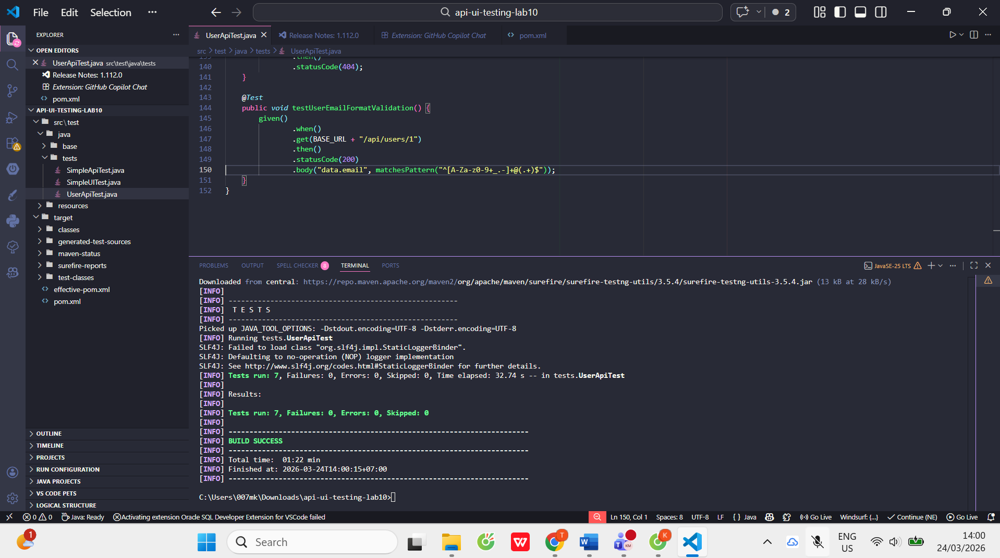 File Edit Selection ···
api-ui-testing-lab10
2
EXPLORER ···
OPEN EDITORS
UserApiTest.java src\test\java\tests
Release Notes: 1.112.0
Extension: GitHub Copilot Chat
pom.xml
API-UI-TESTING-LAB10
src\test
java
base
tests
SimpleApiTest.java
SimpleUITest.java
UserApiTest.java
resources
target
classes
generated-test-sources
maven-status
surefire-reports
test-classes
effective-pom.xml
pom.xml
OUTLINE
TIMELINE
PROJECTS
RUN CONFIGURATION
JAVA PROJECTS
VS CODE PETS
LOGICAL STRUCTURE
UserApiTest.java
Release Notes: 1.112.0
Extension: GitHub Copilot Chat
pom.xml
src > test > java > tests > UserApiTest.java
139 .then()
140 .statusCode(404);
141 }
142
143 @Test
144 public void testUserEmailFormatValidation() {
145 given()
146 .when()
147 .get(BASE_URL + "/api/users/1")
148 .then()
149 .statusCode(200)
150 .body("data.email", matchesPattern("^[A-Za-z0-9+_.-]+@(.+)$"));
151 }
152 }
PROBLEMS OUTPUT SPELL CHECKER 8 TERMINAL PORTS
JavaSE-25 LTS
Downloaded from central: https://repo.maven.apache.org/maven2/org/apache/maven/surefire/surefire-testng-utils/3.5.4/surefire-testng-utils-3.5.4.jar (13 kB at 28 kB/s)
[INFO]
[INFO] -------------------------------------------------------
[INFO]  T E S T S
[INFO] -------------------------------------------------------
Picked up JAVA_TOOL_OPTIONS: -Dstdout.encoding=UTF-8 -Dstderr.encoding=UTF-8
[INFO] Running tests.UserApiTest
SLF4J: Failed to load class "org.slf4j.impl.StaticLoggerBinder".
SLF4J: Defaulting to no-operation (NOP) logger implementation
SLF4J: See http://www.slf4j.org/codes.html#StaticLoggerBinder for further details.
[INFO] Tests run: 7, Failures: 0, Errors: 0, Skipped: 0, Time elapsed: 32.74 s -- in tests.UserApiTest
[INFO]
[INFO] Results:
[INFO]
[INFO] Tests run: 7, Failures: 0, Errors: 0, Skipped: 0
[INFO]
[INFO] ------------------------------------------------------------------------
[INFO] BUILD SUCCESS
[INFO] ------------------------------------------------------------------------
[INFO] Total time:  01:22 min
[INFO] Finished at: 2026-03-24T14:00:15+07:00
[INFO] ------------------------------------------------------------------------
C:\Users\007mk\Downloads\api-ui-testing-lab10>
0 0 Java: Ready Activating extension Oracle SQL Developer Extension for VSCode failed
Ln 150, Col 1 Spaces: 8 UTF-8 LF { } Java Go Live Windsurf: {...} Continue (NE) Go Live
1
Search
T
KM
K
ENG
US
14:00
24/03/2026